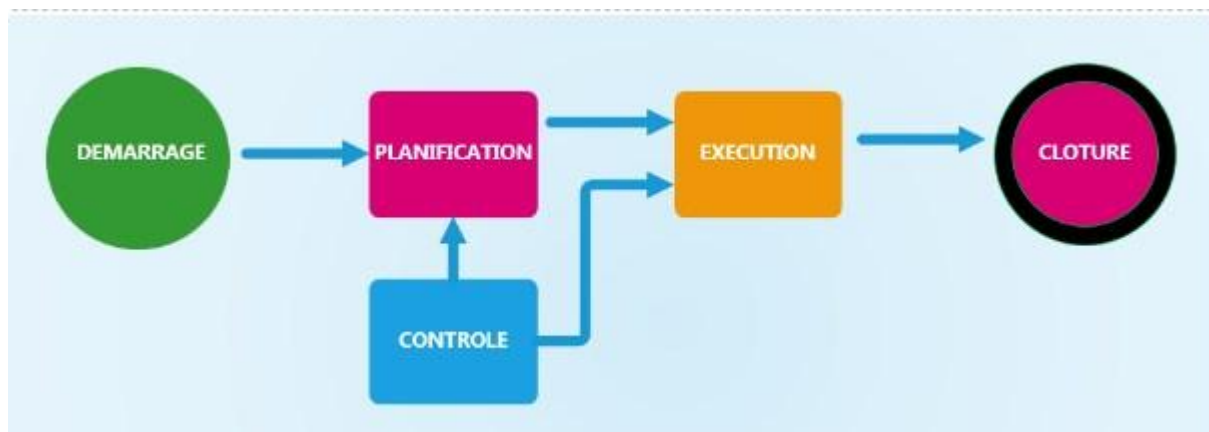 DEMARRAGE
PLANIFICATION
EXECUTION
CLOTURE
CONTROLE